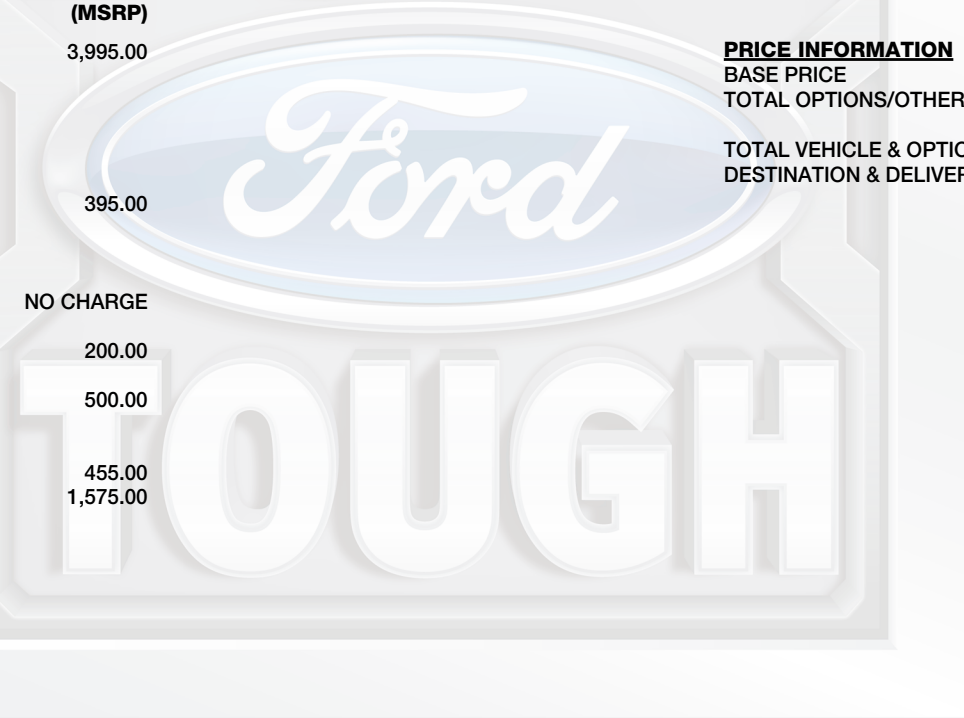 (MSRP)
3,995.00
395.00
NO CHARGE
200.00
500.00
455.00
1,575.00
PRICE INFORMATION
BASE PRICE
TOTAL OPTIONS/OTHER
TOTAL VEHICLE & OPTIO
DESTINATION & DELIVER
Ford
TOUGH